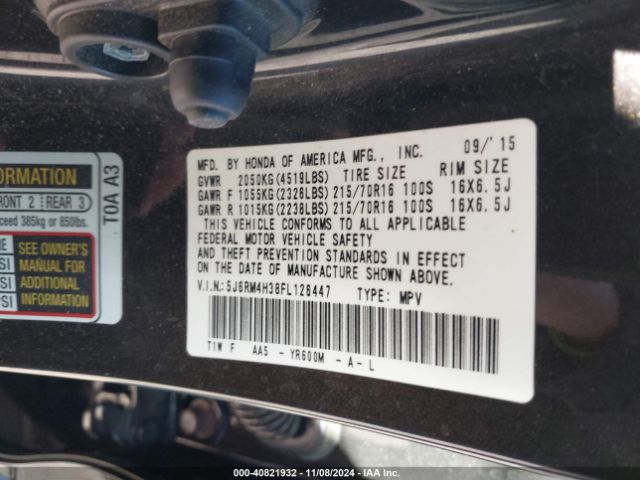 MFD. BY HONDA OF AMERICA MFG., INC. 09/'15
GVWR 2050KG(4519LBS) TIRE SIZE RIM SIZE
GAWR F 1055KG(2326LBS) 215/70R16 100S 16X6.5J
GAWR R 1015KG(2238LBS) 215/70R16 100S 16X6.5J
THIS VEHICLE CONFORMS TO ALL APPLICABLE
FEDERAL MOTOR VEHICLE SAFETY
AND THEFT PREVENTION STANDARDS IN EFFECT
ON THE DATE OF MANUFACTURE SHOWN ABOVE.
V.I.N.:5J6RM4H38FL126447 TYPE: MPV
T1W F AA5 - YR600M - A - L
ORMATION
FRONT 2 REAR 3
ceed 385kg or 850lbs.
SEE OWNER'S
PSI MANUAL FOR
PSI ADDITIONAL
PSI INFORMATION
T0A A3
000-40821932 - 11/08/2024 - IAA Inc.